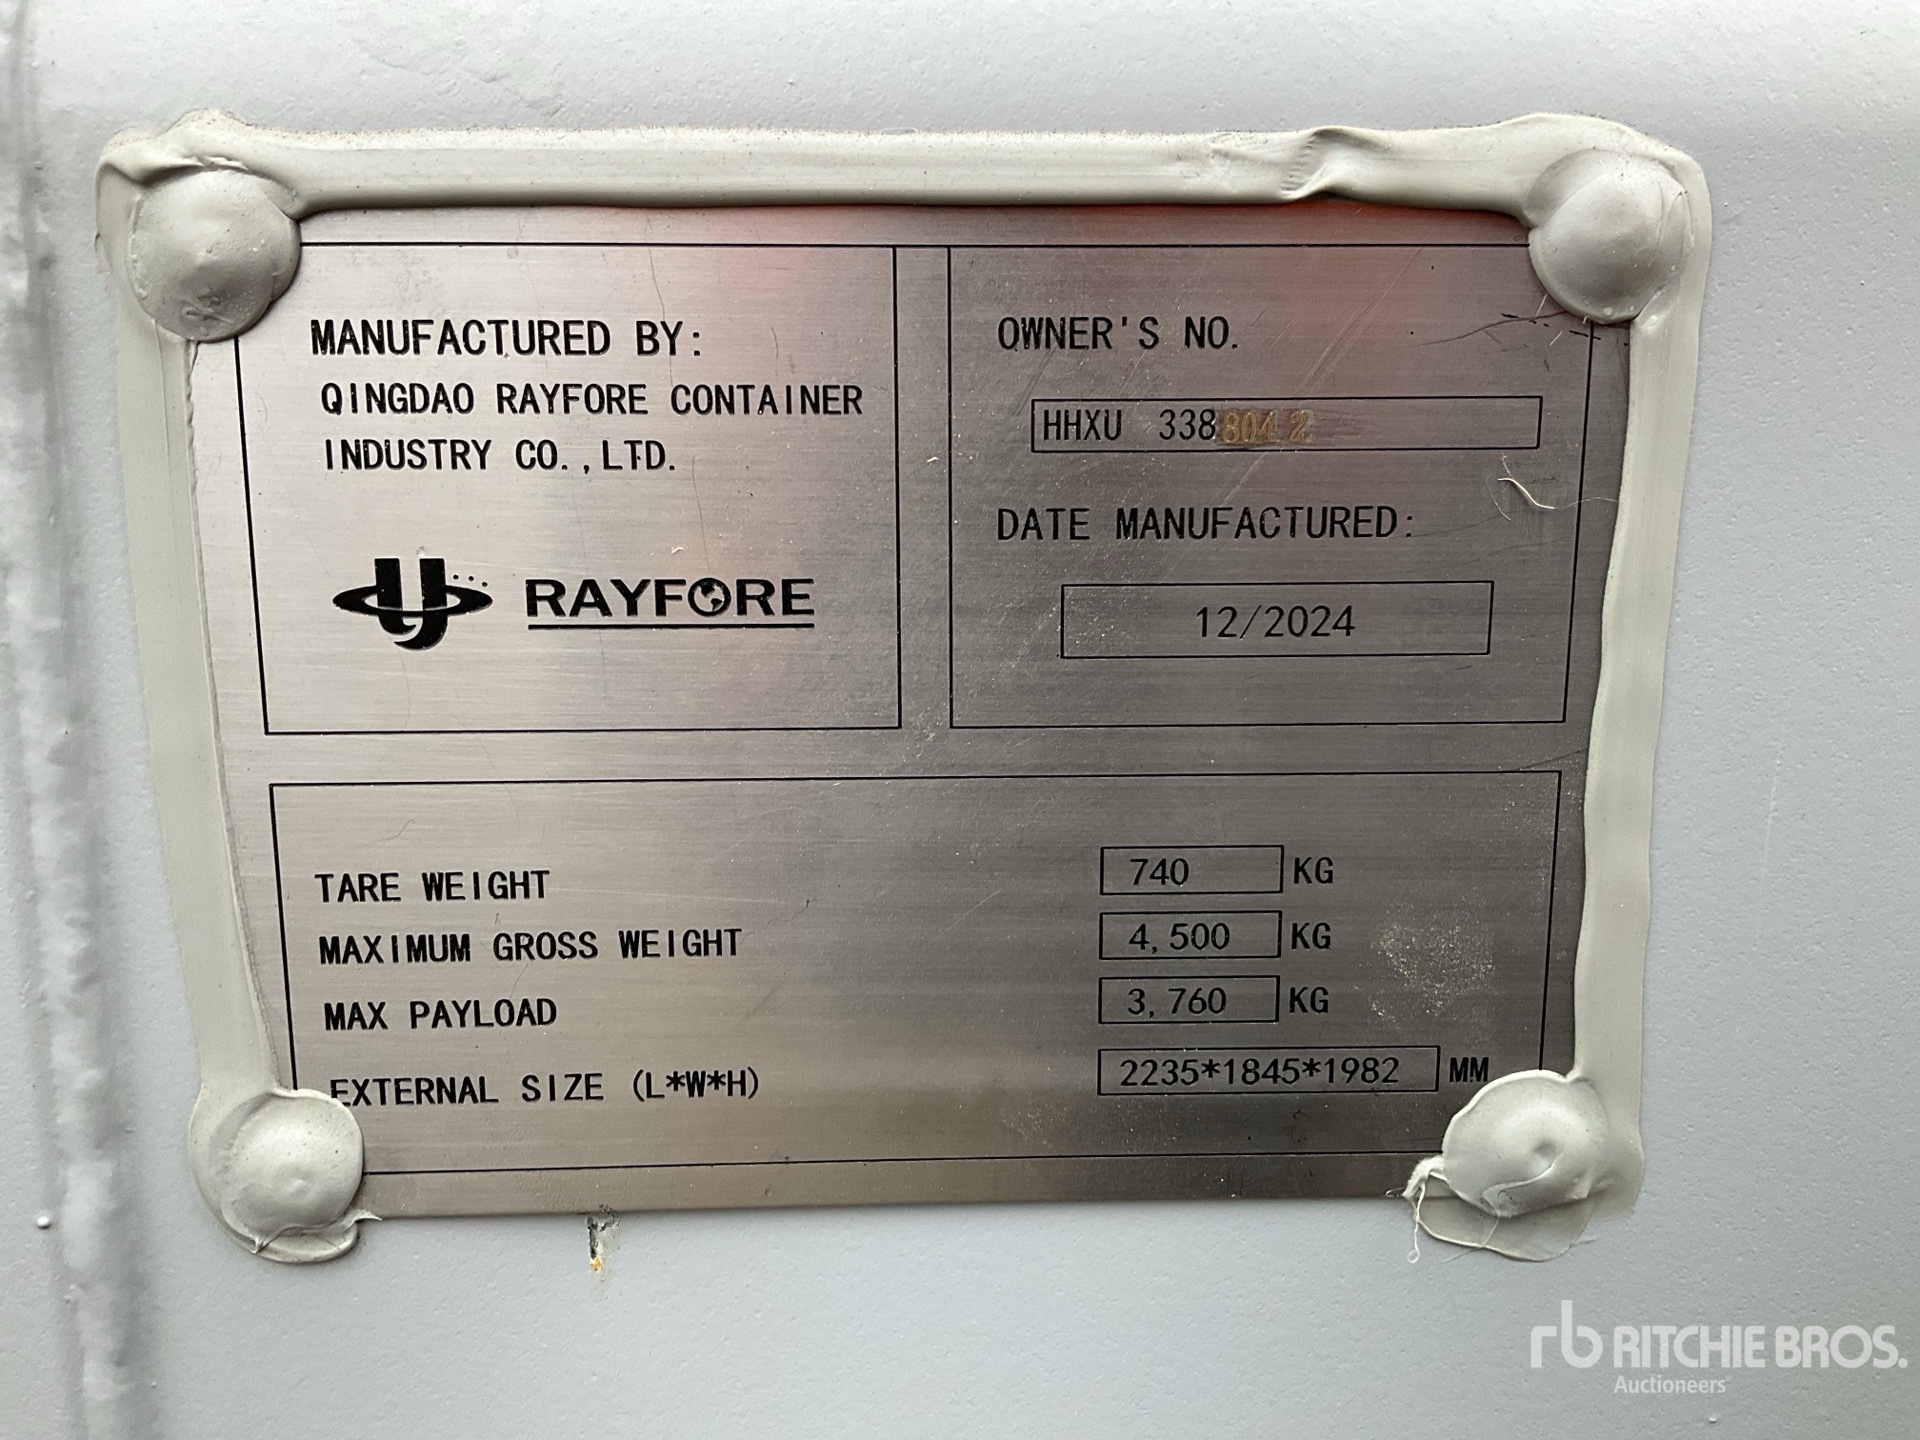 MANUFACTURED BY:
QINGDAO RAYFORE CONTAINER
INDUSTRY CO.,LTD.
RAYFORE
OWNER'S NO.
HHXU 338804 2
DATE MANUFACTURED:
12/2024
TARE WEIGHT 740 KG
MAXIMUM GROSS WEIGHT 4,500 KG
MAX PAYLOAD 3,760 KG
EXTERNAL SIZE (L*W*H) 2235*1845*1982 MM
rb RITCHIE BROS.
Auctioneers